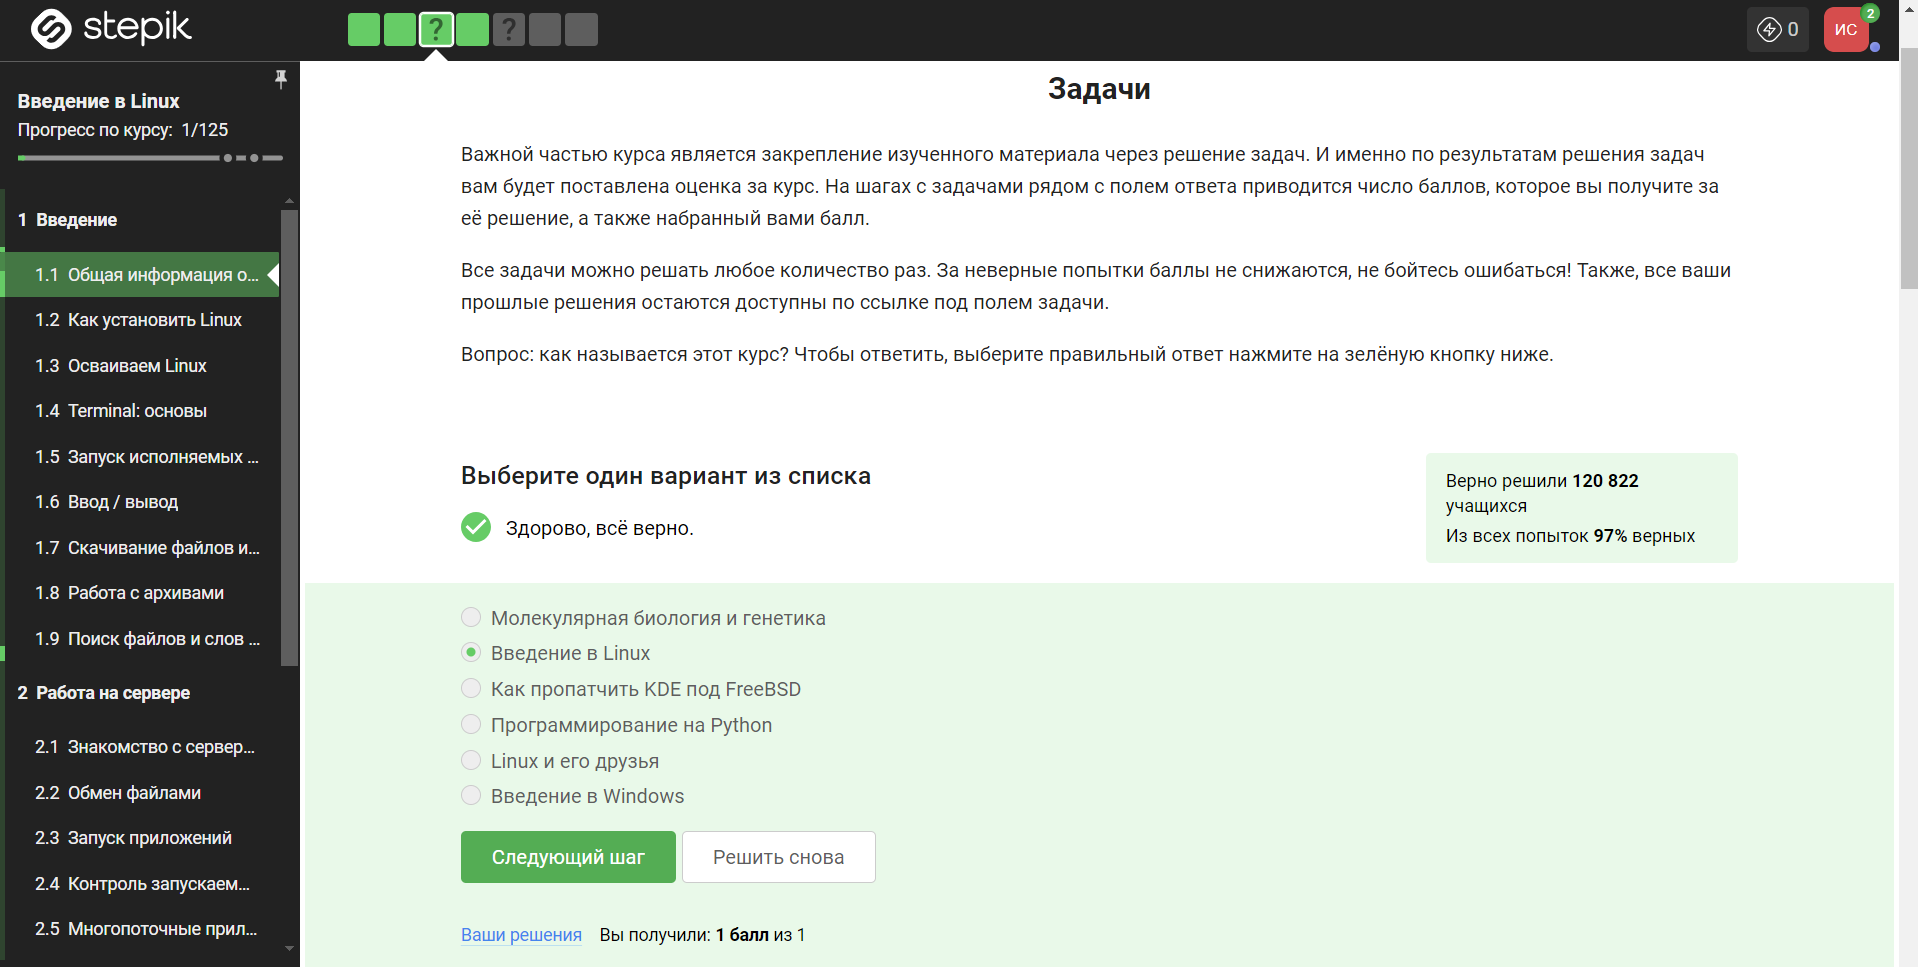 stepik
?
?
0
ИС
2
Введение в Linux
Прогресс по курсу: 1/125
1 Введение
1.1 Общая информация о...
1.2 Как установить Linux
1.3 Осваиваем Linux
1.4 Terminal: основы
1.5 Запуск исполняемых ...
1.6 Ввод / вывод
1.7 Скачивание файлов и...
1.8 Работа с архивами
1.9 Поиск файлов и слов ...
2 Работа на сервере
2.1 Знакомство с сервер...
2.2 Обмен файлами
2.3 Запуск приложений
2.4 Контроль запускаем...
2.5 Многопоточные прил...
Задачи
Важной частью курса является закрепление изученного материала через решение задач. И именно по результатам решения задач
вам будет поставлена оценка за курс. На шагах с задачами рядом с полем ответа приводится число баллов, которое вы получите за
её решение, а также набранный вами балл.
Все задачи можно решать любое количество раз. За неверные попытки баллы не снижаются, не бойтесь ошибаться! Также, все ваши
прошлые решения остаются доступны по ссылке под полем задачи.
Вопрос: как называется этот курс? Чтобы ответить, выберите правильный ответ нажмите на зелёную кнопку ниже.
Выберите один вариант из списка
Здорово, всё верно.
Верно решили 120 822
учащихся
Из всех попыток 97% верных
Молекулярная биология и генетика
Введение в Linux
Как пропатчить KDE под FreeBSD
Программирование на Python
Linux и его друзья
Введение в Windows
Следующий шаг
Решить снова
Ваши решения Вы получили: 1 балл из 1